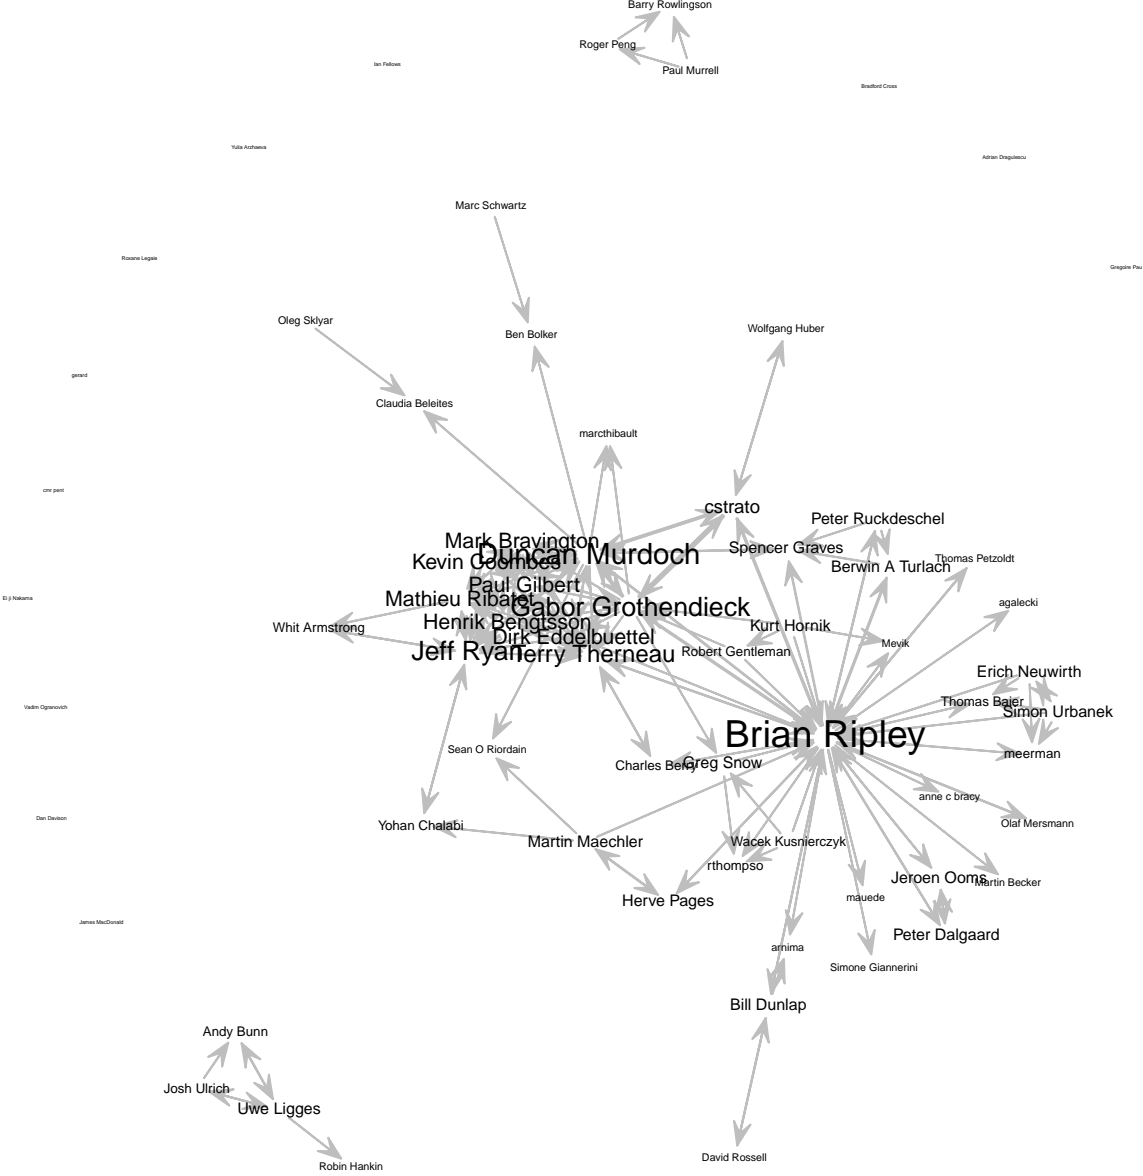 Barry Rowlingson
Roger Peng
Ian Fellows
Paul Murrell
Bradford Cross
Yulia Arzhaeva
Adrian Dragulescu
Marc Schwartz
Roxane Legaie
Gregoire Pau
Oleg Sklyar
Wolfgang Huber
Ben Bolker
gerard
Claudia Beleites
marcthibault
cmr pent
cstrato
Peter Ruckdeschel
Mark Bravington
Spencer Graves
Duncan Murdoch
Thomas Petzoldt
Kevin Coombes
Berwin A Turlach
Paul Gilbert
Ei ji Nakama
Mathieu Ribatet
agalecki
Gabor Grothendieck
Henrik Bengtsson
Whit Armstrong
Kurt Hornik
Dirk Eddelbuettel
Mevik
Jeff Ryan
Terry Therneau
Robert Gentleman
Erich Neuwirth
Thomas Baier
Vadim Ogranovich
Simon Urbanek
Brian Ripley
Sean O Riordain
meerman
Charles Berry
Greg Snow
anne c bracy
Dan Davison
Yohan Chalabi
Olaf Mersmann
Martin Maechler
Wacek Kusnierczyk
rthompso
Jeroen Ooms
Martin Becker
Herve Pages
mauede
James MacDonald
Peter Dalgaard
arnima
Simone Giannerini
Bill Dunlap
Andy Bunn
Josh Ulrich
Uwe Ligges
David Rossell
Robin Hankin